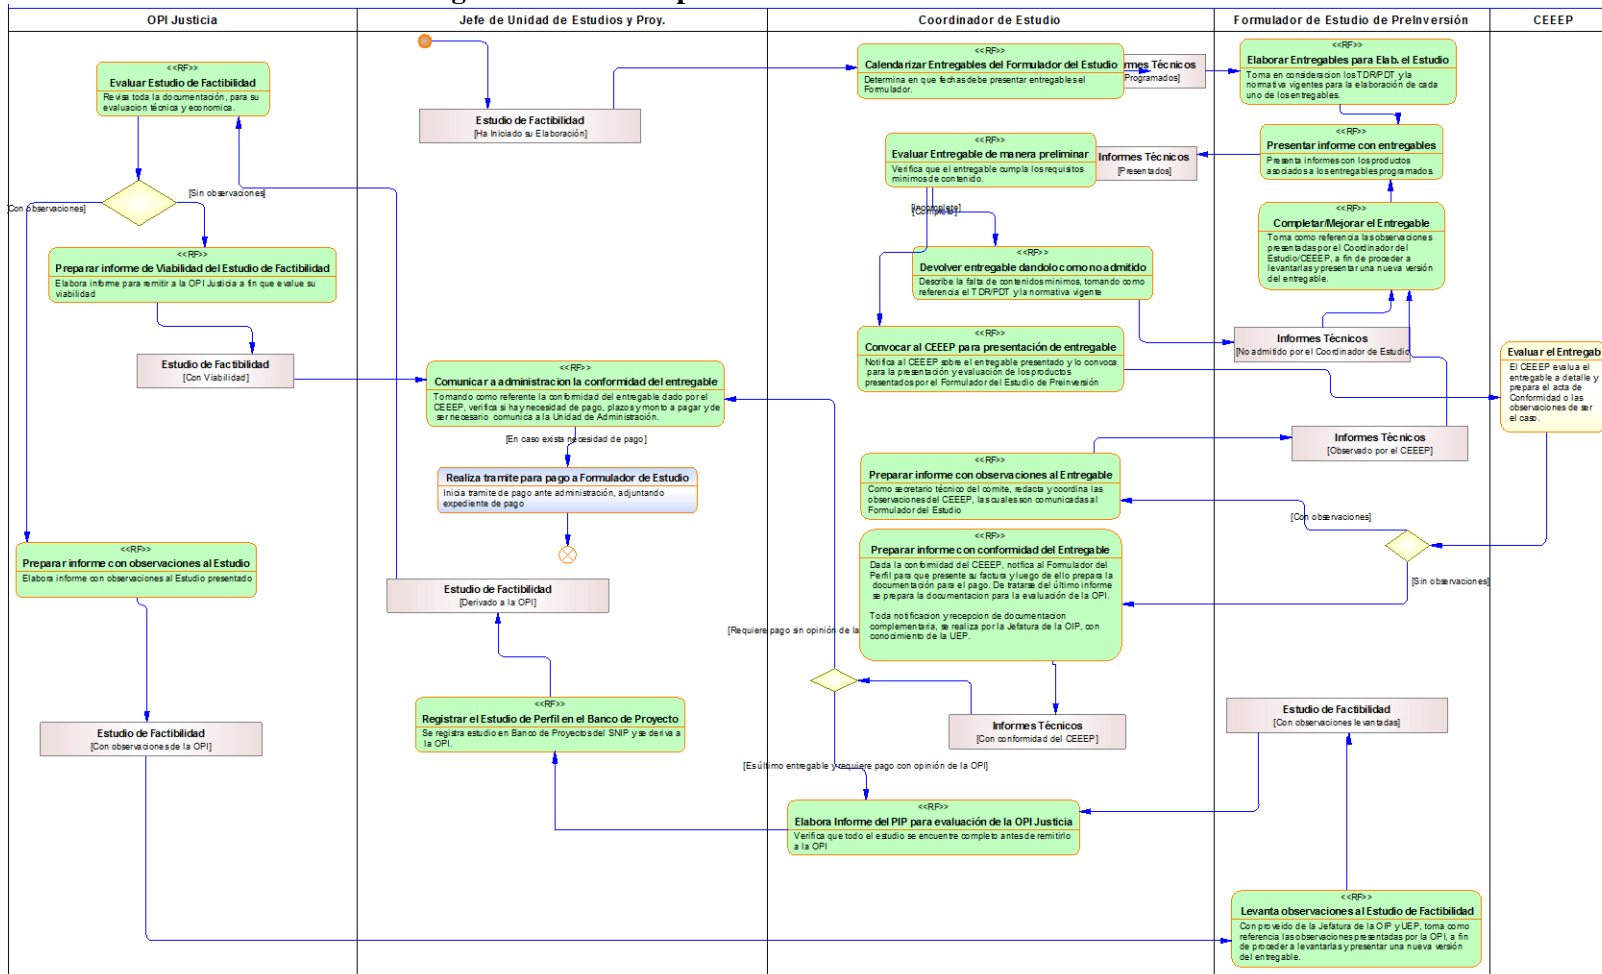 OPI Justicia
Jefe de Unidad de Estudios y Proy.
Coordinador de Estudio
Formulador de Estudio de PreInversión
CEEEP
<<RF>>
Evaluar Estudio de Factibilidad
Revisa toda la documentación, para su
evaluacion técnica y economica.
[Sin observaciones]
[Con observaciones]
<<RF>>
Preparar informe de Viabilidad del Estudio de Factibilidad
Elabora informe para remitir a la OPI Justicia a fin que evalue su
viabilidad
Estudio de Factibilidad
[Con Viabilidad]
<<RF>>
Preparar informe con observaciones al Estudio
Elabora informe con observaciones al Estudio presentado
Estudio de Factibilidad
[Con observaciones de la OPI]
Estudio de Factibilidad
[Ha Iniciado su Elaboración]
<<RF>>
Comunicar a administracion la conformidad del entregable
Tomando como referente la conformidad del entregable dado por el
CEEEP, verifica si hay necesidad de pago, plazos y monto a pagar y de
ser necesario comunica a la Unidad de Administración.
[En caso exista necesidad de pago]
Realiza tramite para pago a Formulador de Estudio
Inicia tramite de pago ante administración, adjuntando
expediente de pago
Estudio de Factibilidad
[Derivado a la OPI]
<<RF>>
Registrar el Estudio de Perfil en el Banco de Proyecto
Se registra estudio en Banco de Proyectos del SNIP y se deriva a
la OPI.
<<RF>>
Calendarizar Entregables del Formulador del Estudio
Determina en que fechas debe presentar entregables el
Formulador.
rmes Técnicos
Programados]
<<RF>>
Evaluar Entregable de manera preliminar
Verifica que el entregable cumpla los requisitos
minimos de contenido.
Informes Técnicos
[Presentados]
<<RF>>
Devolver entregable dandolo como no admitido
Describe la falta de contenidos minimos, tomando como
referencia el TDR/PDT y la normativa vigente
<<RF>>
Convocar al CEEEP para presentación de entregable
Notifica al CEEEP sobre el entregable presentado y lo convoca
para la presentación y evaluación de los productos
presentados por el Formulador del Estudio de Preinversión
<<RF>>
Preparar informe con observaciones al Entregable
Como secretario técnico del comite, redacta y coordina las
observaciones del CEEEP, las cuales son comunicadas al
Formulador del Estudio
<<RF>>
Preparar informe con conformidad del Entregable
Dada la conformidad del CEEEP, notifica al Formulador del
Perfil para que presente su factura y luego de ello prepara la
documentación para el pago. De tratarse del último informe
se prepara la documentacion para la evaluación de la OPI.
Toda notificacion y recepcion de documentacion
complementaria, se realiza por la Jefatura de la OIP, con
conocimiento de la UEP.
[Requiere pago sin opinión de la
Informes Técnicos
[Con conformidad del CEEEP]
[Es último entregable y requiere pago con opinión de la OPI]
<<RF>>
Elabora Informe del PIP para evaluación de la OPI Justicia
Verifica que todo el estudio se encuentre completo antes de remitirlo
a la OPI
<<RF>>
Elaborar Entregables para Elab. el Estudio
Toma en consideracion los TDR/PDT y la
normativa vigentes para la elaboración de cada
uno de los entregables.
<<RF>>
Presentar informe con entregables
Presenta informes con los productos
asociados a los entregables programados.
<<RF>>
Completar/Mejorar el Entregable
Toma como referencia las observaciones
presentadas por el Coordinador del
Estudio/CEEEP, a fin de proceder a
levantarlas y presentar una nueva versión
del entregable.
Informes Técnicos
[No admitido por el Coordinador de Estudio]
Informes Técnicos
[Observado por el CEEEP]
[Con observaciones]
[Sin observaciones]
Estudio de Factibilidad
[Con observaciones levantadas]
<<RF>>
Levanta observaciones al Estudio de Factibilidad
Con proveido de la Jefatura de la OIP y UEP, toma como
referencia las observaciones presentadas por la OPI, a fin
de proceder a levantarlas y presentar una nueva versión
del entregable.
Evaluar el Entregab
El CEEEP evalua el
entregable a detalle y
prepara el acta de
Conformidad o las
observaciones de ser
el caso.